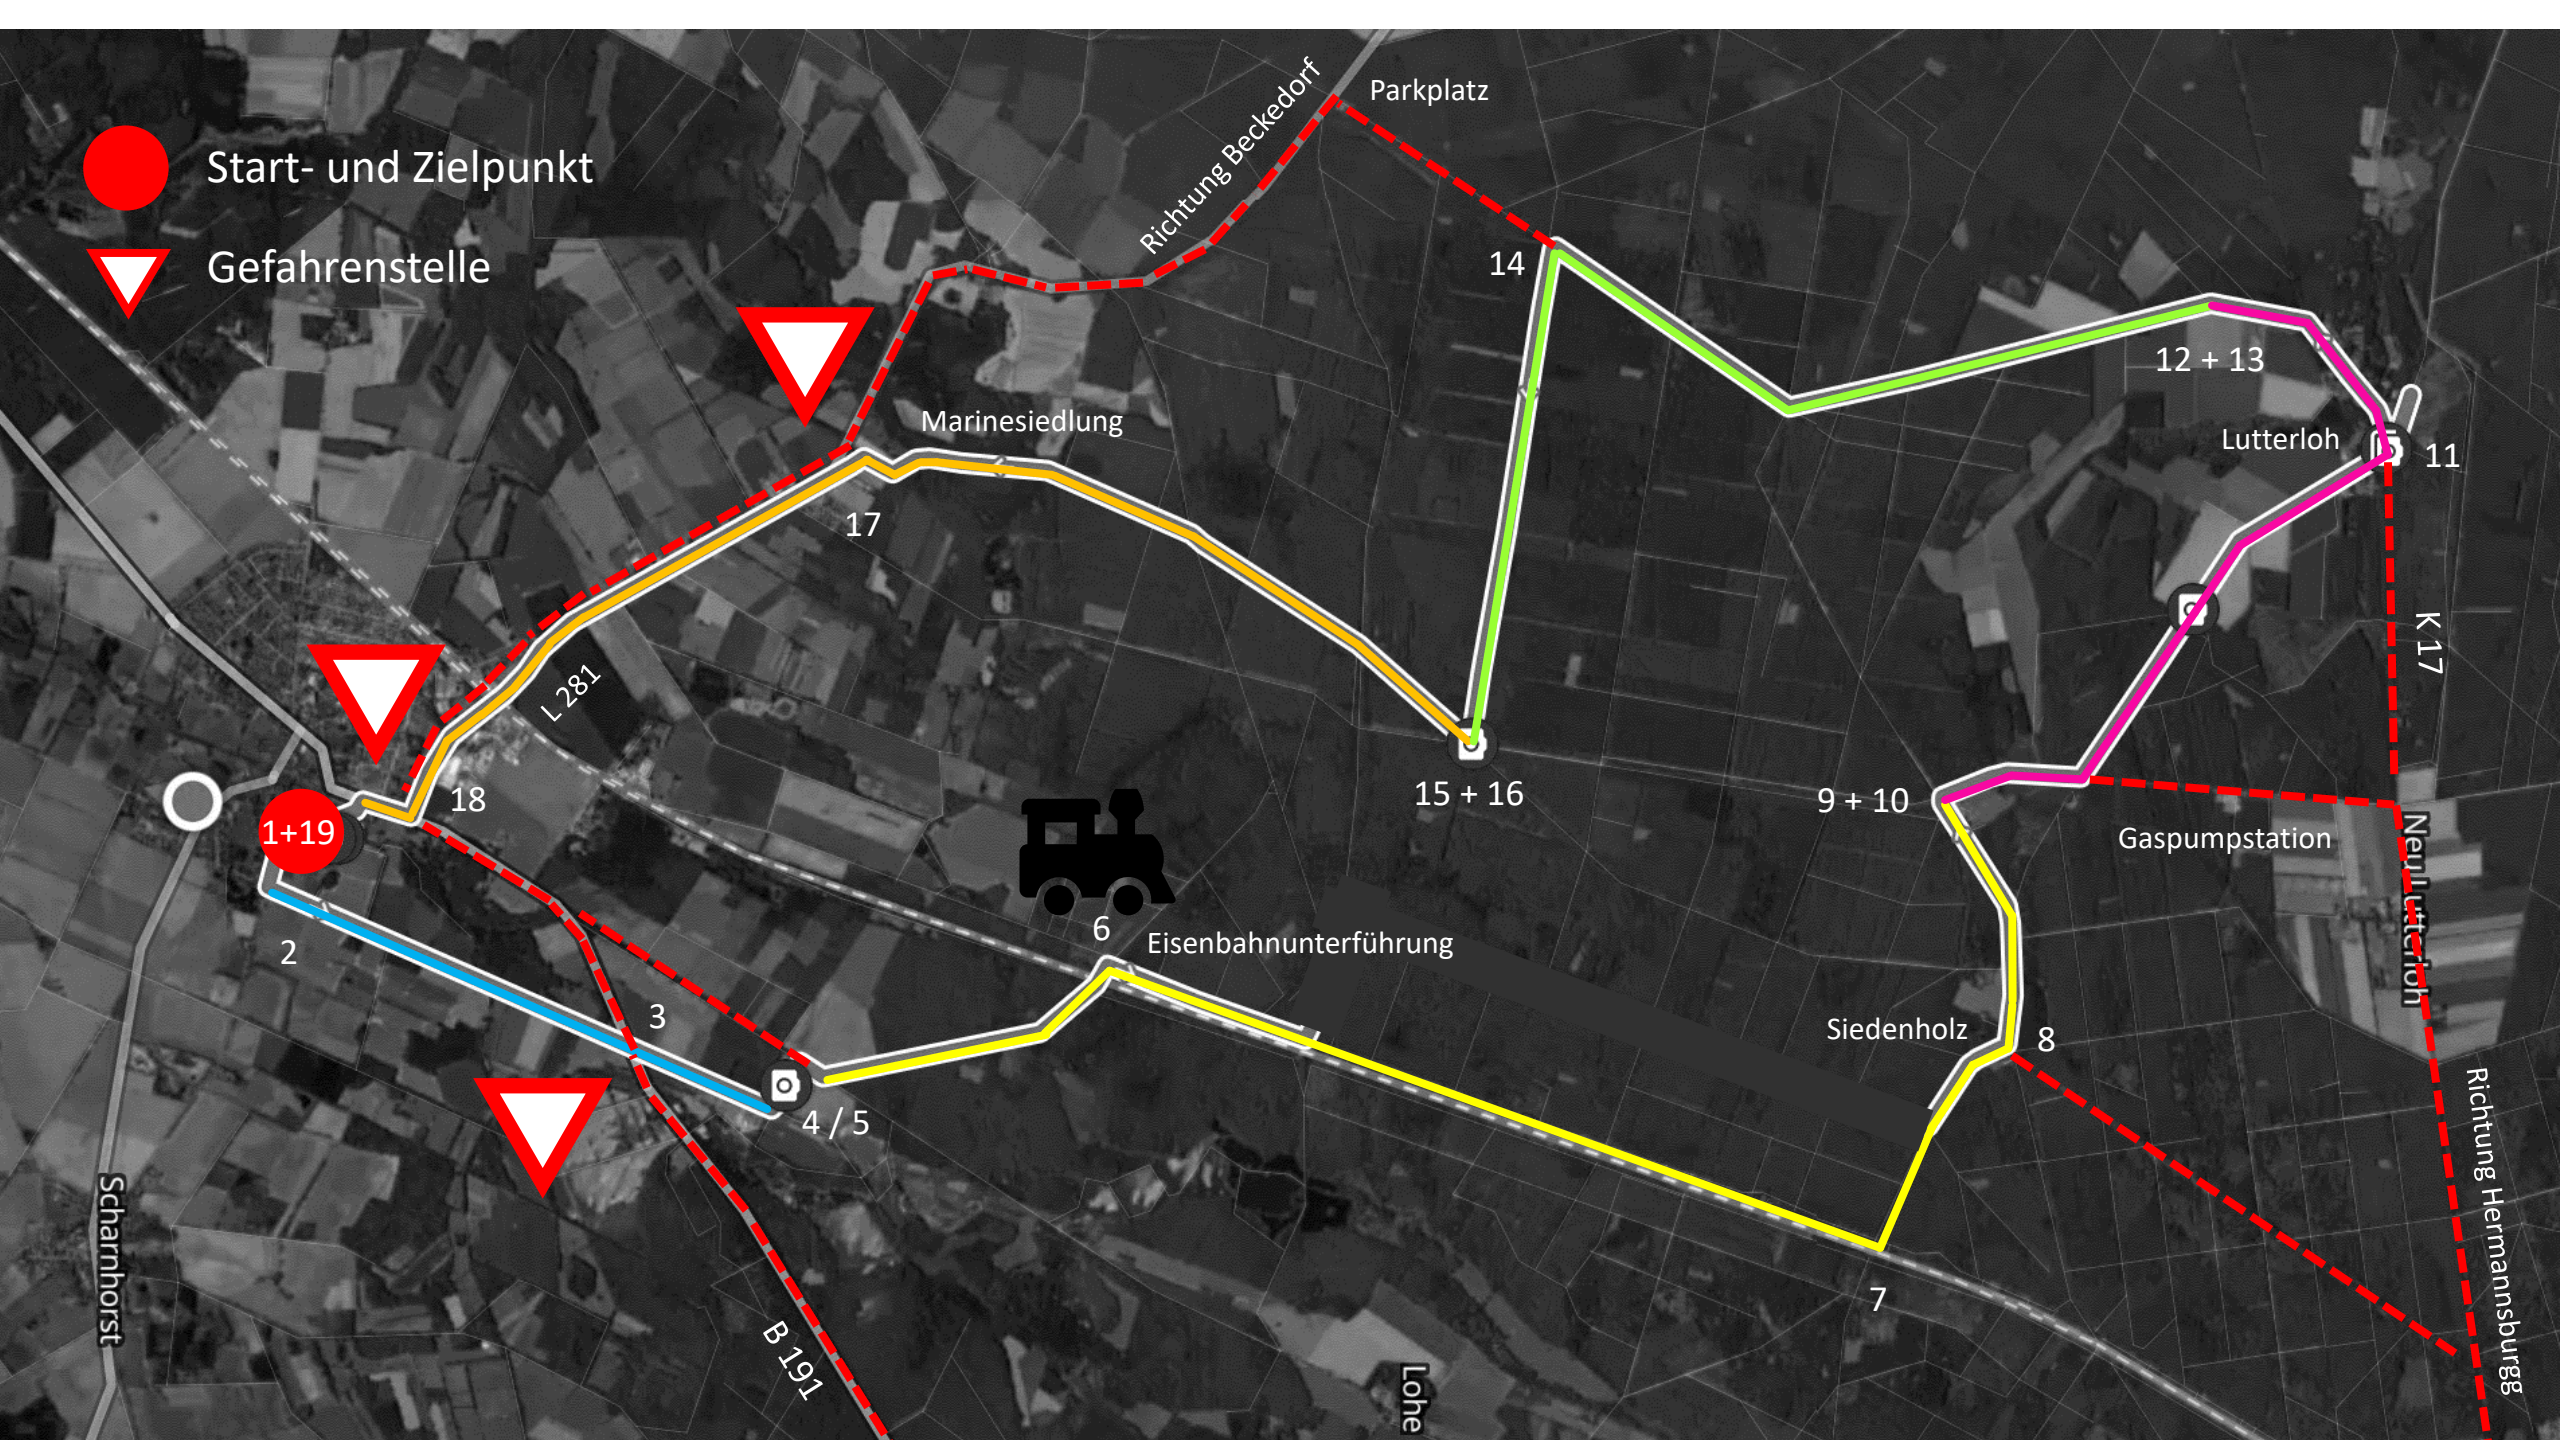 Parkplatz
Richtung Beckedorf
Start- und Zielpunkt
Gefahrenstelle
14
12 + 13
Marinesiedlung
Lutterloh
11
17
K 17
L 281
18
15 + 16
9 + 10
1+19
Gaspumpstation
Neu Lutterloh
2
6
Eisenbahnunterführung
3
Siedenholz
8
4 / 5
Richtung Hermannsburgg
Scharnhorst
7
B 191
Lohe